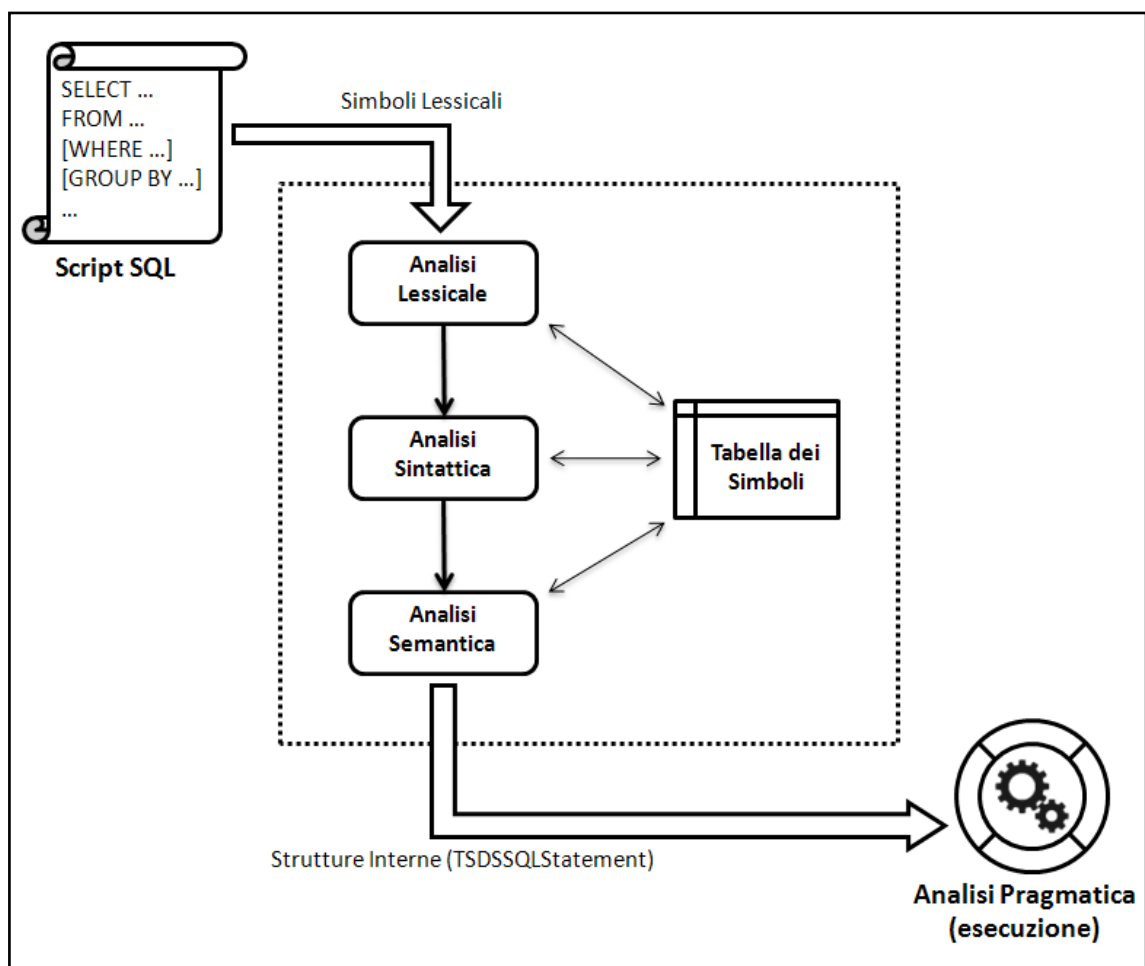 SELECT ...
FROM ...
[WHERE ...]
[GROUP BY ...]
...
Script SQL
Simboli Lessicali
Analisi
Lessicale
Analisi
Sintattica
Tabella dei
Simboli
Analisi
Semantica
Strutture Interne (TSDSSQLStatement)
Analisi Pragmatica
(esecuzione)